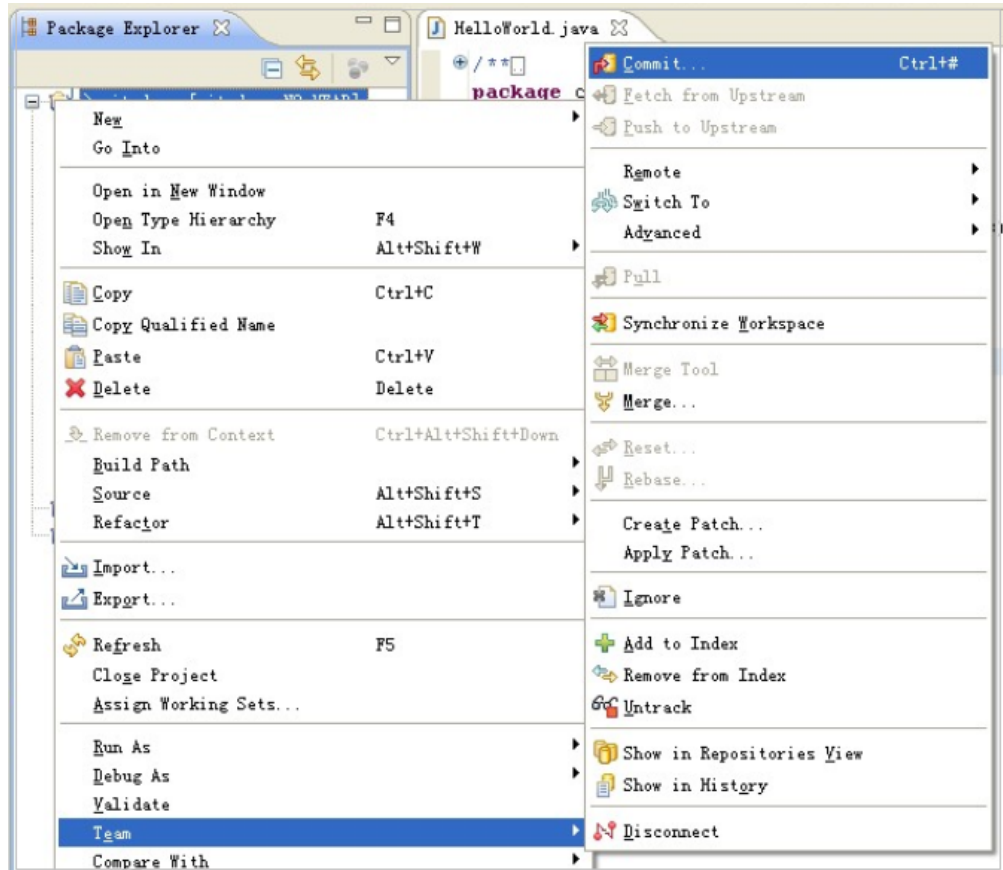 Package Explorer
HelloWorld.java
/**
package c
New
Go Into
Open in New Window
Open Type Hierarchy F4
Show In Alt+Shift+W
Copy Ctrl+C
Copy Qualified Name
Paste Ctrl+V
Delete Delete
Remove from Context Ctrl+Alt+Shift+Down
Build Path
Source Alt+Shift+S
Refactor Alt+Shift+T
Import...
Export...
Refresh F5
Close Project
Assign Working Sets...
Run As
Debug As
Validate
Team
Compare With
Commit... Ctrl+#
Fetch from Upstream
Push to Upstream
Remote
Switch To
Advanced
Pull
Synchronize Workspace
Merge Tool
Merge...
Reset...
Rebase...
Create Patch...
Apply Patch...
Ignore
Add to Index
Remove from Index
Untrack
Show in Repositories View
Show in History
Disconnect